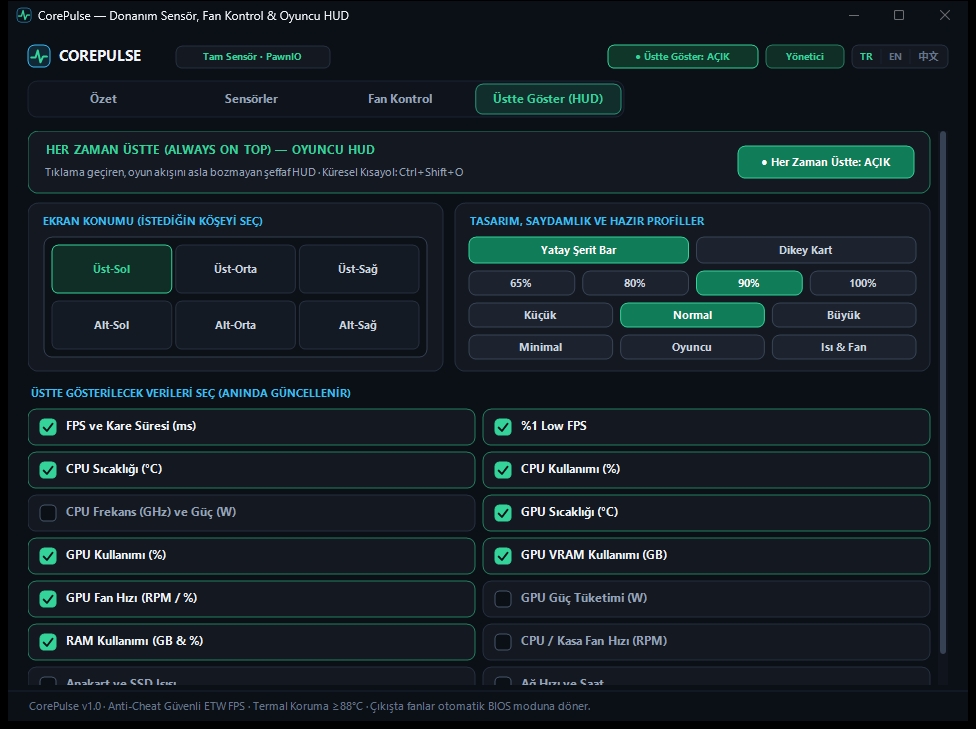 CorePulse — Donanım Sensör, Fan Kontrol & Oyuncu HUD
COREPULSE
Tam Sensör · PawnIO
● Üstte Göster: AÇIK
Yönetici
TR
EN
中文
Özet
Sensörler
Fan Kontrol
Üstte Göster (HUD)
HER ZAMAN ÜSTTE (ALWAYS ON TOP) — OYUNCU HUD
Tıklama geçiren, oyun akışını asla bozmayan şeffaf HUD · Küresel Kısayol: Ctrl+Shift+O
● Her Zaman Üstte: AÇIK
EKRAN KONUMU (İSTEDİĞİN KÖŞEYİ SEÇ)
Üst-Sol
Üst-Orta
Üst-Sağ
Alt-Sol
Alt-Orta
Alt-Sağ
TASARIM, SAYDAMLIK VE HAZIR PROFİLLER
Yatay Şerit Bar
Dikey Kart
65%
80%
90%
100%
Küçük
Normal
Büyük
Minimal
Oyuncu
Isı & Fan
ÜSTTE GÖSTERİLECEK VERİLERİ SEÇ (ANINDA GÜNCELLENİR)
FPS ve Kare Süresi (ms)
%1 Low FPS
CPU Sıcaklığı (°C)
CPU Kullanımı (%)
CPU Frekans (GHz) ve Güç (W)
GPU Sıcaklığı (°C)
GPU Kullanımı (%)
GPU VRAM Kullanımı (GB)
GPU Fan Hızı (RPM / %)
GPU Güç Tüketimi (W)
RAM Kullanımı (GB & %)
CPU / Kasa Fan Hızı (RPM)
Anakart ve SSD Isısı
Ağ Hızı ve Saat
CorePulse v1.0 · Anti-Cheat Güvenli ETW FPS · Termal Koruma ≥88°C · Çıkışta fanlar otomatik BIOS moduna döner.